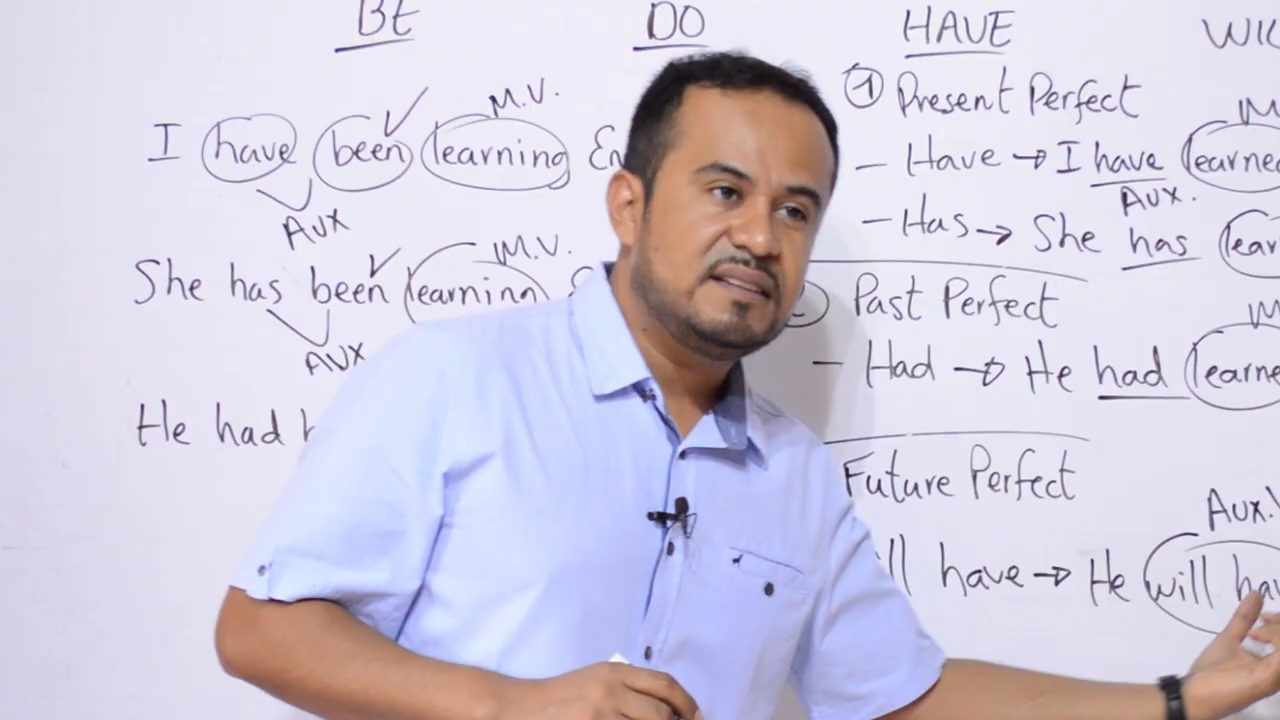 BE
M.V.
I have been learning
AUX
M.V.
She has been learning
AUX
He had
DO
HAVE
1 Present Perfect
- Have → I have
AUX.
- Has → She has
Past Perfect
- Had → He had
Future Perfect
Aux.
have → He will